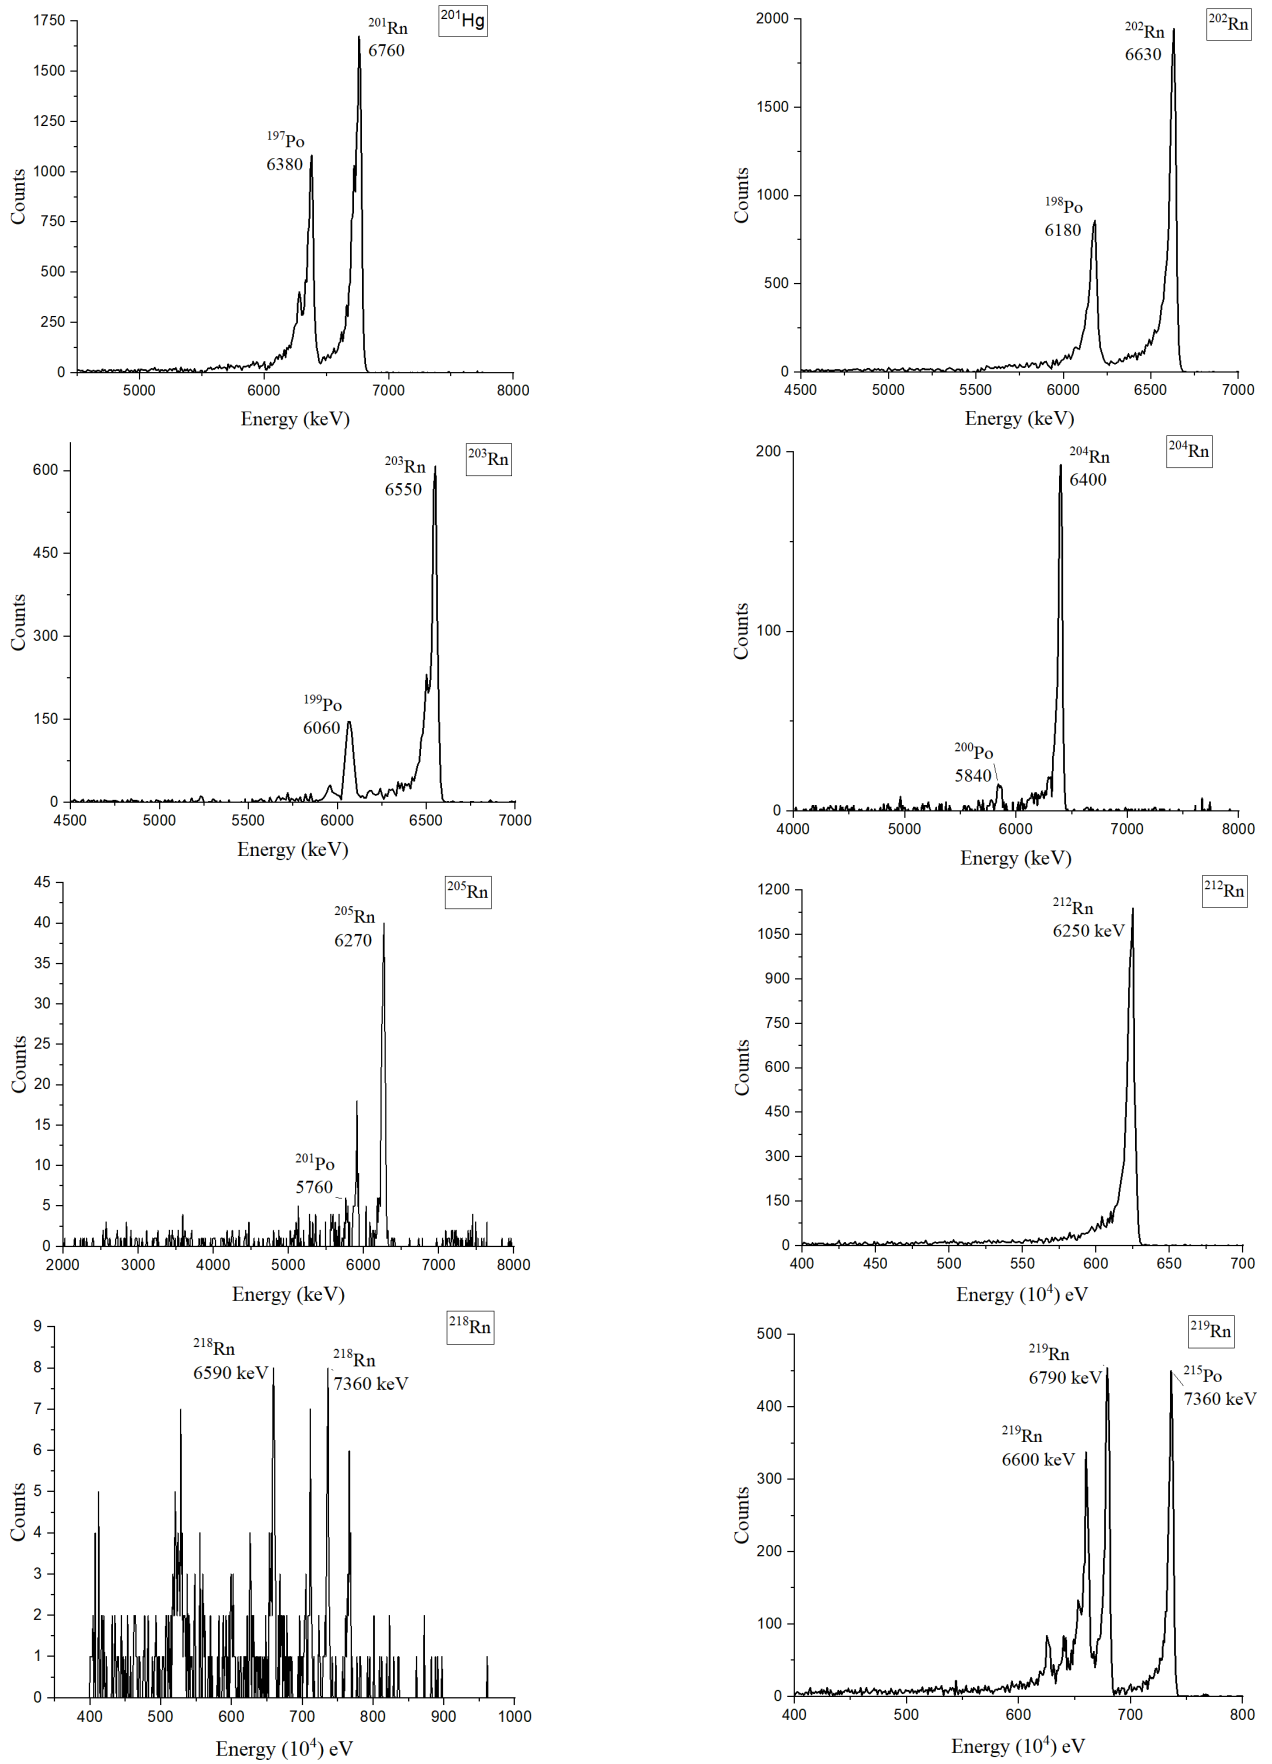 1750
1500
1250
1000
750
500
250
0
Counts
²⁰¹Hg
²⁰¹Rn
6760
¹⁹⁷Po
6380
5000 6000 7000 8000
Energy (keV)
2000
1500
1000
500
0
Counts
²⁰²Rn
²⁰²Rn
6630
¹⁹⁸Po
6180
4500 5000 5500 6000 6500 7000
Energy (keV)
600
450
300
150
0
Counts
²⁰³Rn
²⁰³Rn
6550
¹⁹⁹Po
6060
4500 5000 5500 6000 6500 7000
Energy (keV)
200
100
0
Counts
²⁰⁴Rn
²⁰⁴Rn
6400
²⁰⁰Po
5840
4000 5000 6000 7000 8000
Energy (keV)
45
40
35
30
25
20
15
10
5
0
Counts
²⁰⁵Rn
²⁰⁵Rn
6270
²⁰¹Po
5760
2000 3000 4000 5000 6000 7000 8000
Energy (keV)
1200
1050
900
750
600
450
300
150
0
Counts
²¹²Rn
²¹²Rn
6250 keV
400 450 500 550 600 650 700
Energy (10⁴) eV
9
8
7
6
5
4
3
2
1
0
Counts
²¹⁸Rn
²¹⁸Rn
6590 keV
²¹⁸Rn
7360 keV
400 500 600 700 800 900 1000
Energy (10⁴) eV
500
400
300
200
100
0
Counts
²¹⁹Rn
²¹⁹Rn
6790 keV
²¹⁵Po
7360 keV
²¹⁹Rn
6600 keV
400 500 600 700 800
Energy (10⁴) eV